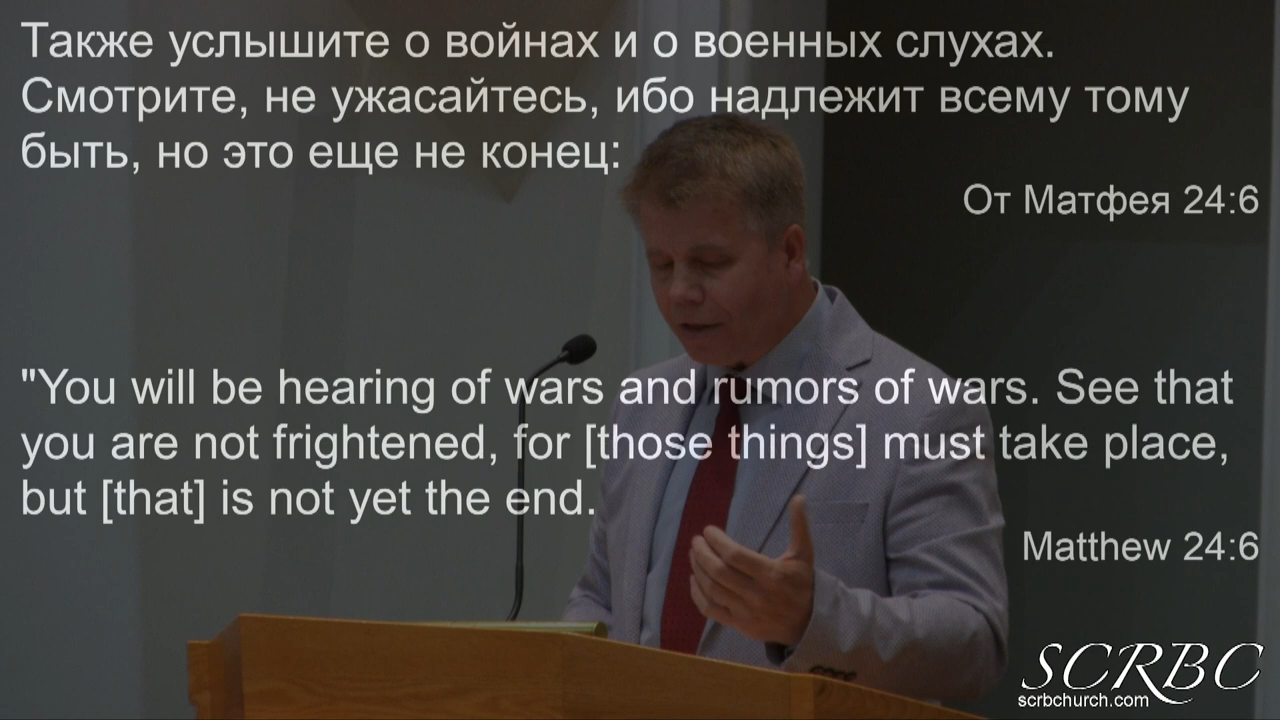 Также услышите о войнах и о военных слухах.
Смотрите, не ужасайтесь, ибо надлежит всему тому
быть, но это еще не конец:
От Матфея 24:6
"You will be hearing of wars and rumors of wars. See that
you are not frightened, for [those things] must take place,
but [that] is not yet the end.
Matthew 24:6
SCRBC
scrbchurch.com